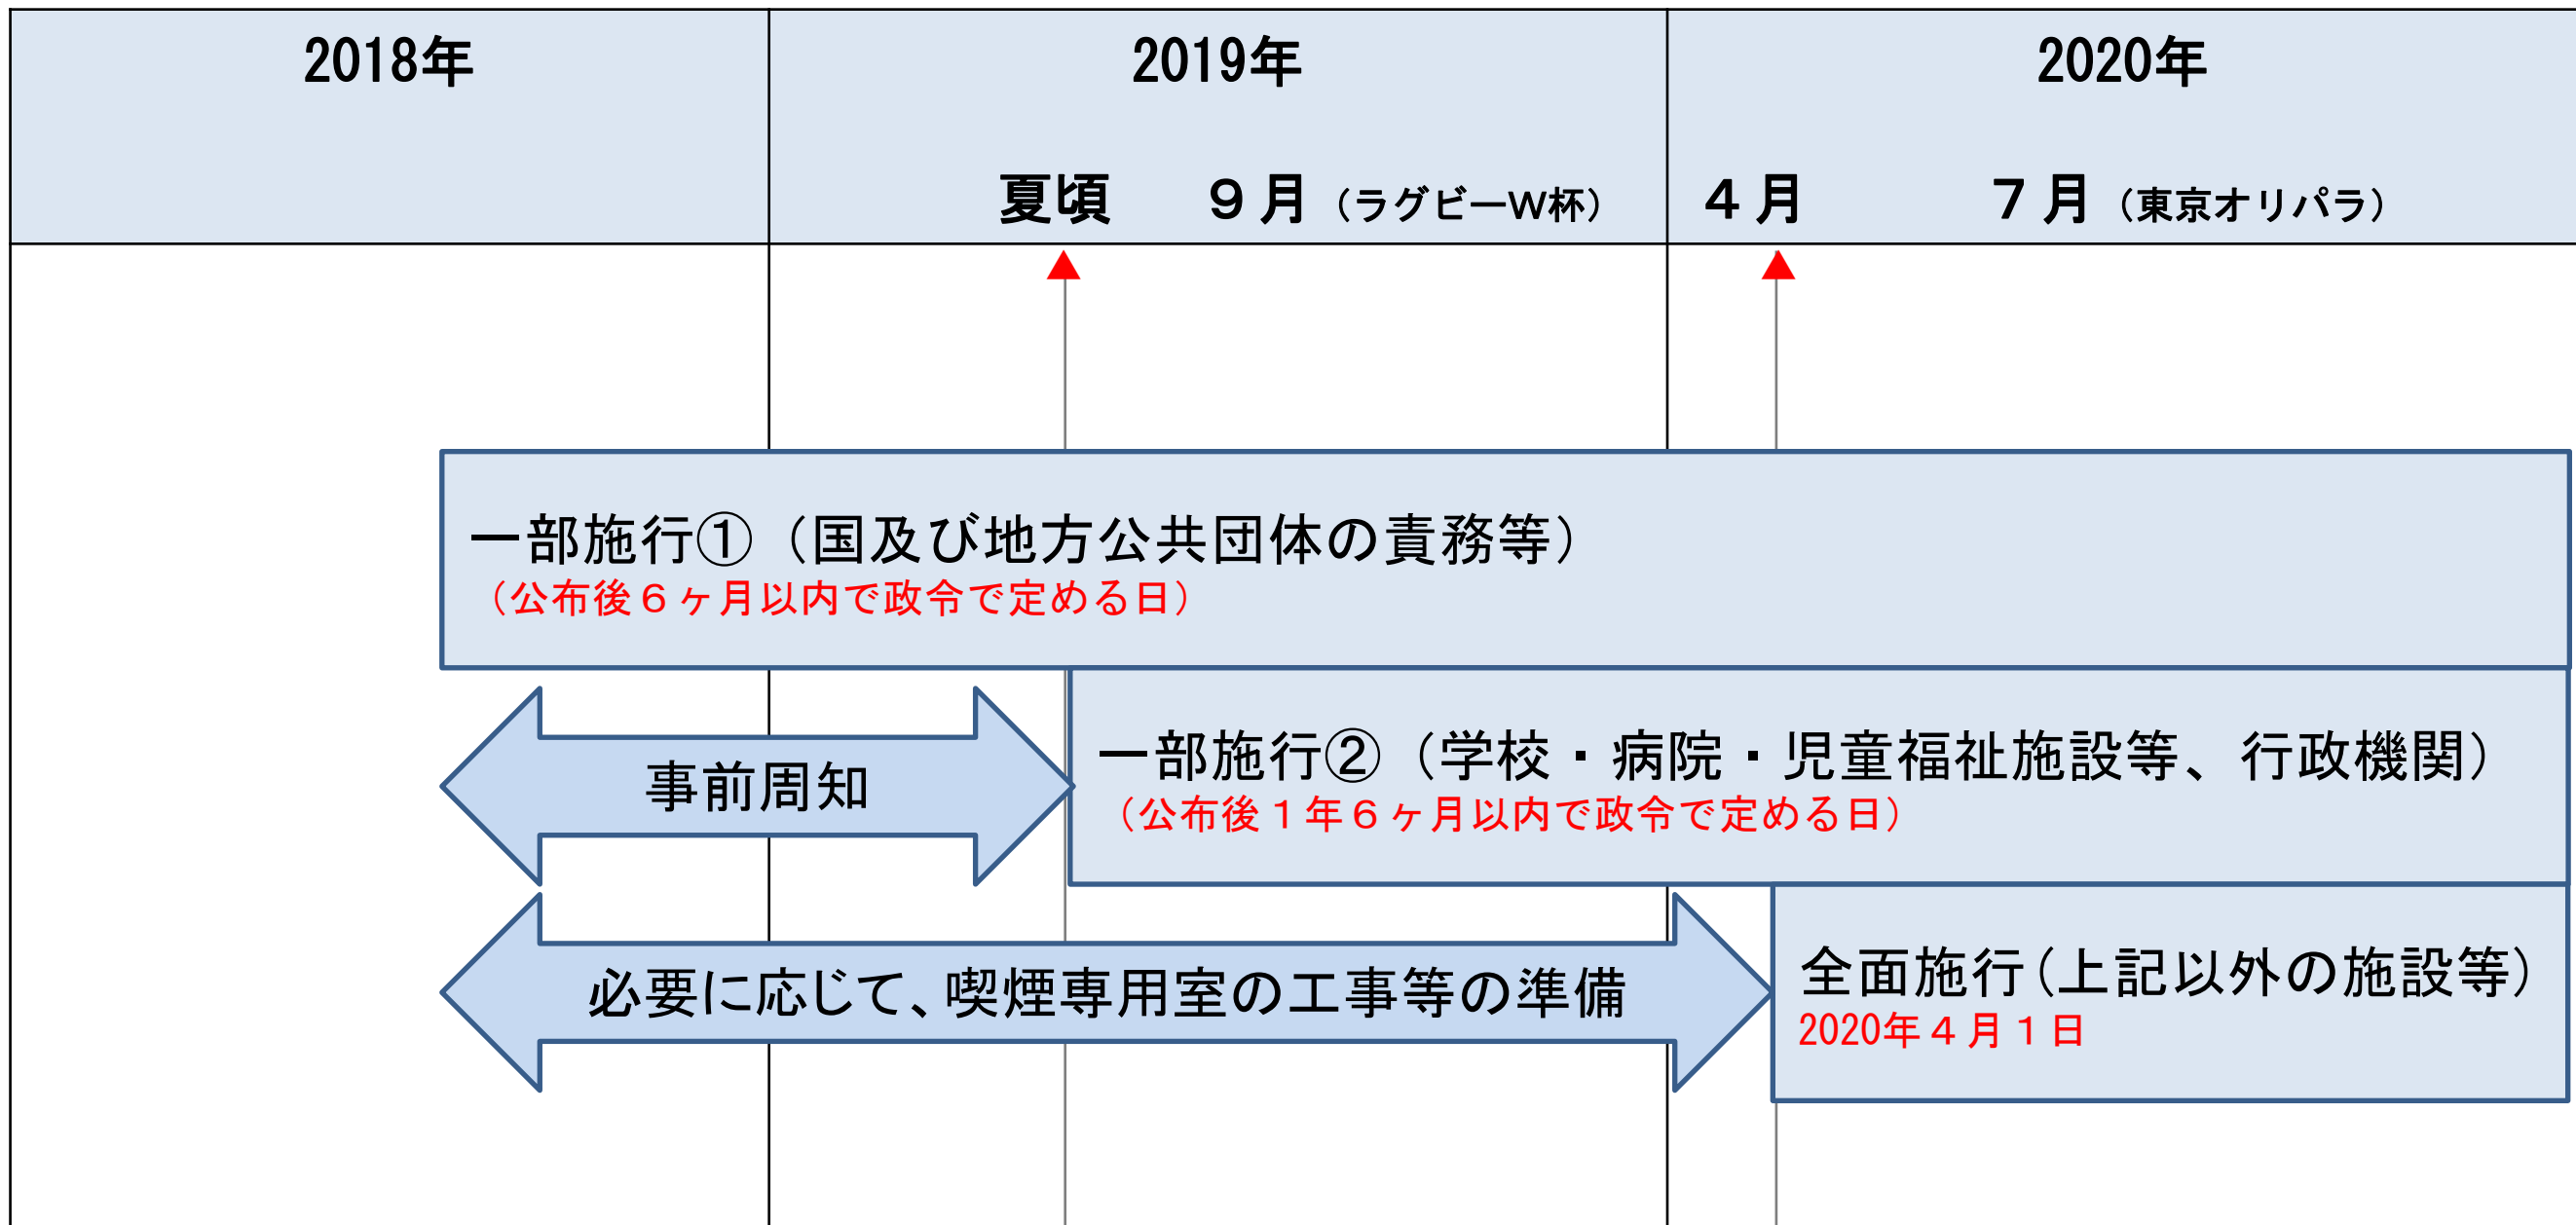 2018年
2019年
2020年
夏頃
９月（ラグビーＷ杯）
４月
７月（東京オリパラ）
一部施行①（国及び地方公共団体の責務等）
（公布後６ヶ月以内で政令で定める日）
事前周知
一部施行②（学校・病院・児童福祉施設等、行政機関）
（公布後１年６ヶ月以内で政令で定める日）
必要に応じて、喫煙専用室の工事等の準備
全面施行（上記以外の施設等）
2020年４月１日